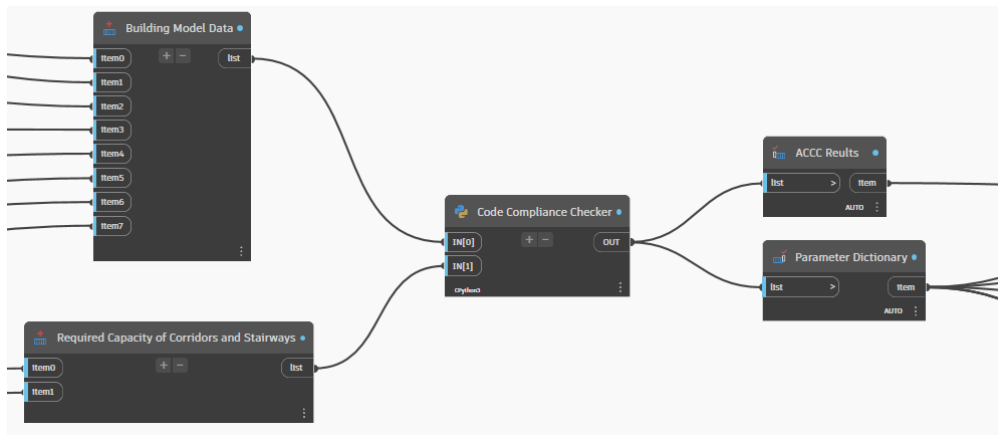 Building Model Data
Item0
+ -
list
Item1
Item2
Item3
Item4
Item5
Item6
Item7
Required Capacity of Corridors and Stairways
Item0
+ -
list
Item1
Code Compliance Checker
IN[0]
+ -
OUT
IN[1]
CPython3
ACCC Reults
list
>
Item
AUTO
Parameter Dictionary
list
>
Item
AUTO